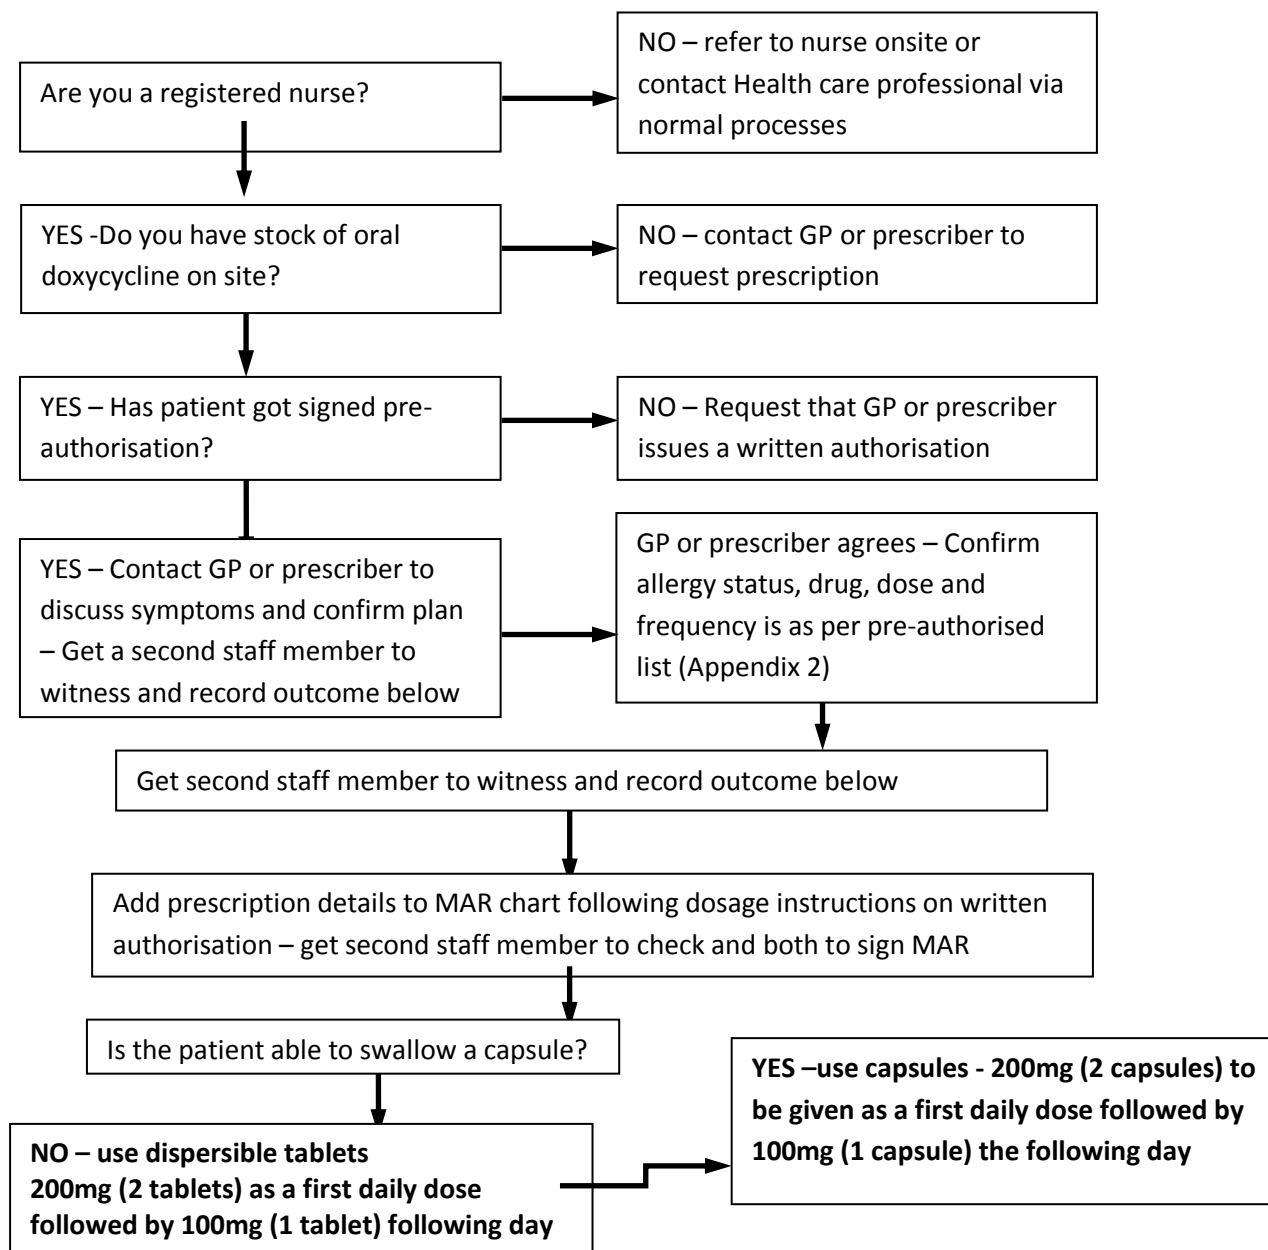 Are you a registered nurse?
NO – refer to nurse onsite or
contact Health care professional via
normal processes
YES -Do you have stock of oral
doxycycline on site?
NO – contact GP or prescriber to
request prescription
YES – Has patient got signed pre-
authorisation?
NO – Request that GP or prescriber
issues a written authorisation
YES – Contact GP or prescriber to
discuss symptoms and confirm plan
– Get a second staff member to
witness and record outcome below
GP or prescriber agrees – Confirm
allergy status, drug, dose and
frequency is as per pre-authorised
list (Appendix 2)
Get second staff member to witness and record outcome below
Add prescription details to MAR chart following dosage instructions on written
authorisation – get second staff member to check and both to sign MAR
Is the patient able to swallow a capsule?
YES –use capsules - 200mg (2 capsules) to
be given as a first daily dose followed by
100mg (1 capsule) the following day
NO – use dispersible tablets
200mg (2 tablets) as a first daily dose
followed by 100mg (1 tablet) following day